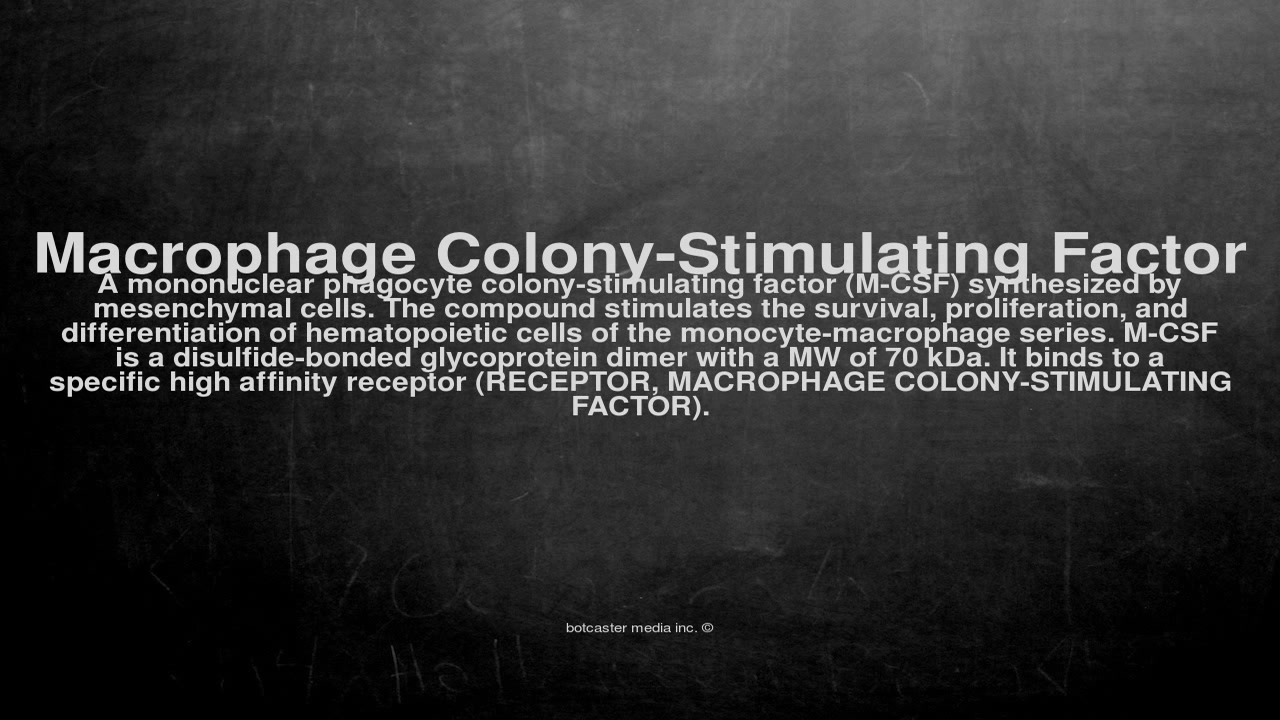 Macrophage Colony-Stimulating Factor
A mononuclear phagocyte colony-stimulating factor (M-CSF) synthesized by
mesenchymal cells. The compound stimulates the survival, proliferation, and
differentiation of hematopoietic cells of the monocyte-macrophage series. M-CSF
is a disulfide-bonded glycoprotein dimer with a MW of 70 kDa. It binds to a
specific high affinity receptor (RECEPTOR, MACROPHAGE COLONY-STIMULATING
FACTOR).
botcaster media inc. ©